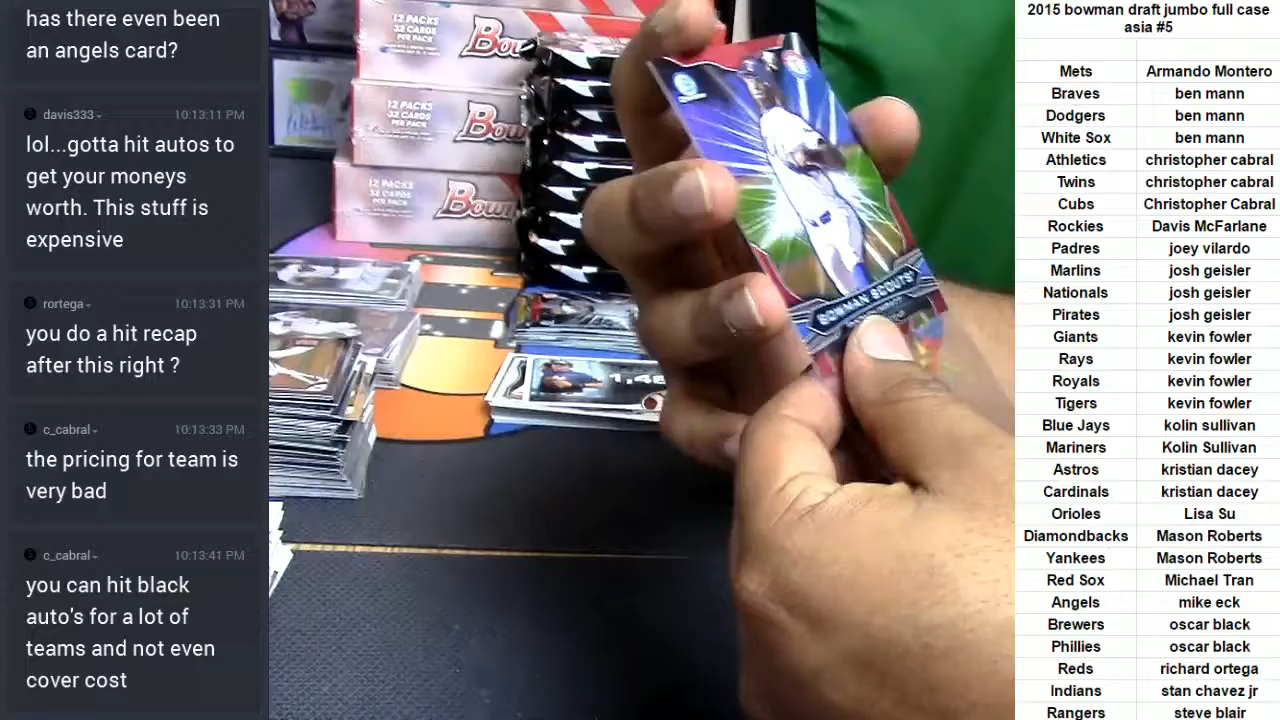 has there even been
an angels card?
davis333 10:13:11 PM
lol...gotta hit autos to
get your moneys
worth. This stuff is
expensive
rortega 10:13:31 PM
you do a hit recap
after this right ?
c_cabral 10:13:33 PM
the pricing for team is
very bad
c_cabral 10:13:41 PM
you can hit black
auto's for a lot of
teams and not even
cover cost
12 PACKS
32 CARDS
PER PACK
Bow
12 PACKS
32 CARDS
PER PACK
Bow
12 PACKS
32 CARDS
PER PACK
Bow
BOWMAN SCOUTS'
2015 bowman draft jumbo full case
asia #5
Mets Armando Montero
Braves ben mann
Dodgers ben mann
White Sox ben mann
Athletics christopher cabral
Twins christopher cabral
Cubs Christopher Cabral
Rockies Davis McFarlane
Padres joey vilardo
Marlins josh geisler
Nationals josh geisler
Pirates josh geisler
Giants kevin fowler
Rays kevin fowler
Royals kevin fowler
Tigers kevin fowler
Blue Jays kolin sullivan
Mariners Kolin Sullivan
Astros kristian dacey
Cardinals kristian dacey
Orioles Lisa Su
Diamondbacks Mason Roberts
Yankees Mason Roberts
Red Sox Michael Tran
Angels mike eck
Brewers oscar black
Phillies oscar black
Reds richard ortega
Indians stan chavez jr
Rangers steve blair